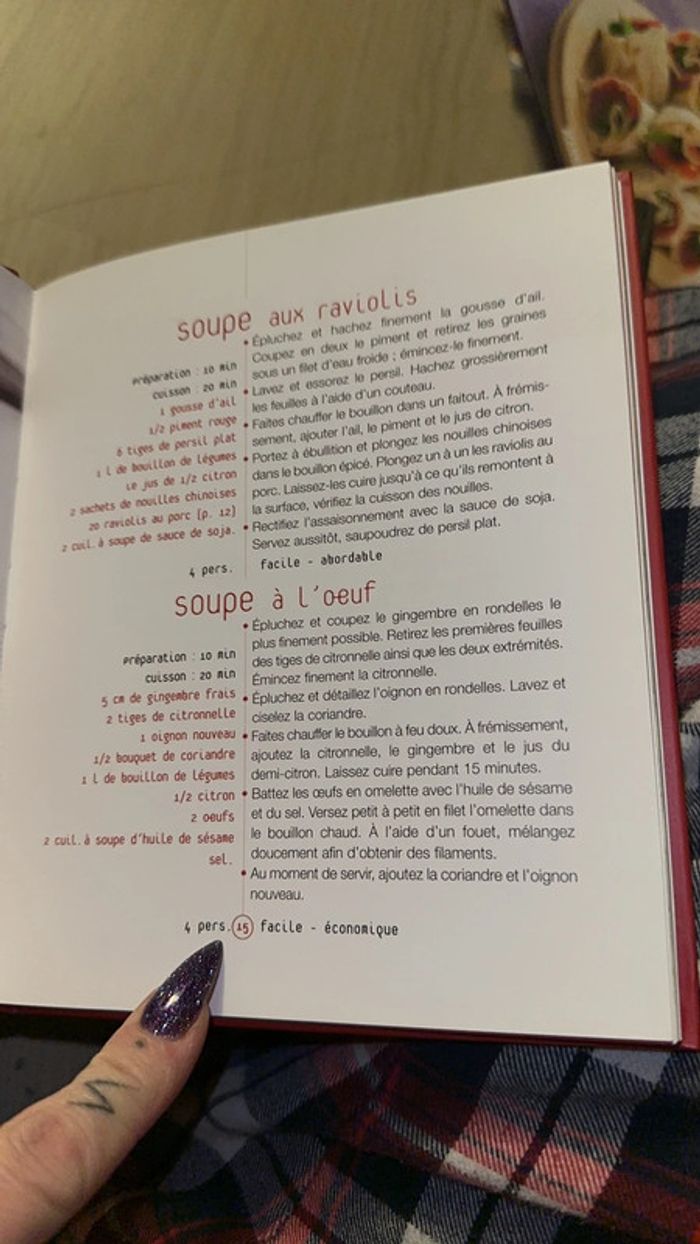 soupe aux raviolis
préparation : 10 min
cuisson : 20 min
1 gousse d'ail
1/2 piment rouge
6 tiges de persil plat
1 l de bouillon de légumes
Le jus de 1/2 citron
2 sachets de nouilles chinoises
20 raviolis au porc (p. 12)
2 cuil. à soupe de sauce de soja.
• Épluchez et hachez finement la gousse d'ail.
Coupez en deux le piment et retirez les graines
sous un filet d'eau froide ; émincez-le finement.
• Lavez et essorez le persil. Hachez grossièrement
les feuilles à l'aide d'un couteau.
• Faites chauffer le bouillon dans un faitout. À frémis-
sement, ajouter l'ail, le piment et le jus de citron.
• Portez à ébullition et plongez les nouilles chinoises
dans le bouillon épicé. Plongez un à un les raviolis au
porc. Laissez-les cuire jusqu'à ce qu'ils remontent à
la surface, vérifiez la cuisson des nouilles.
• Rectifiez l'assaisonnement avec la sauce de soja.
Servez aussitôt, saupoudrez de persil plat.
4 pers. facile - abordable
soupe à l'œuf
préparation : 10 min
cuisson : 20 min
5 cm de gingembre frais
2 tiges de citronnelle
1 oignon nouveau
1/2 bouquet de coriandre
1 l de bouillon de légumes
1/2 citron
2 oeufs
2 cuil. à soupe d'huile de sésame
sel.
• Épluchez et coupez le gingembre en rondelles le
plus finement possible. Retirez les premières feuilles
des tiges de citronnelle ainsi que les deux extrémités.
Émincez finement la citronnelle.
• Épluchez et détaillez l'oignon en rondelles. Lavez et
ciselez la coriandre.
• Faites chauffer le bouillon à feu doux. À frémissement,
ajoutez la citronnelle, le gingembre et le jus du
demi-citron. Laissez cuire pendant 15 minutes.
• Battez les œufs en omelette avec l'huile de sésame
et du sel. Versez petit à petit en filet l'omelette dans
le bouillon chaud. À l'aide d'un fouet, mélangez
doucement afin d'obtenir des filaments.
• Au moment de servir, ajoutez la coriandre et l'oignon
nouveau.
4 pers. 15 facile - économique